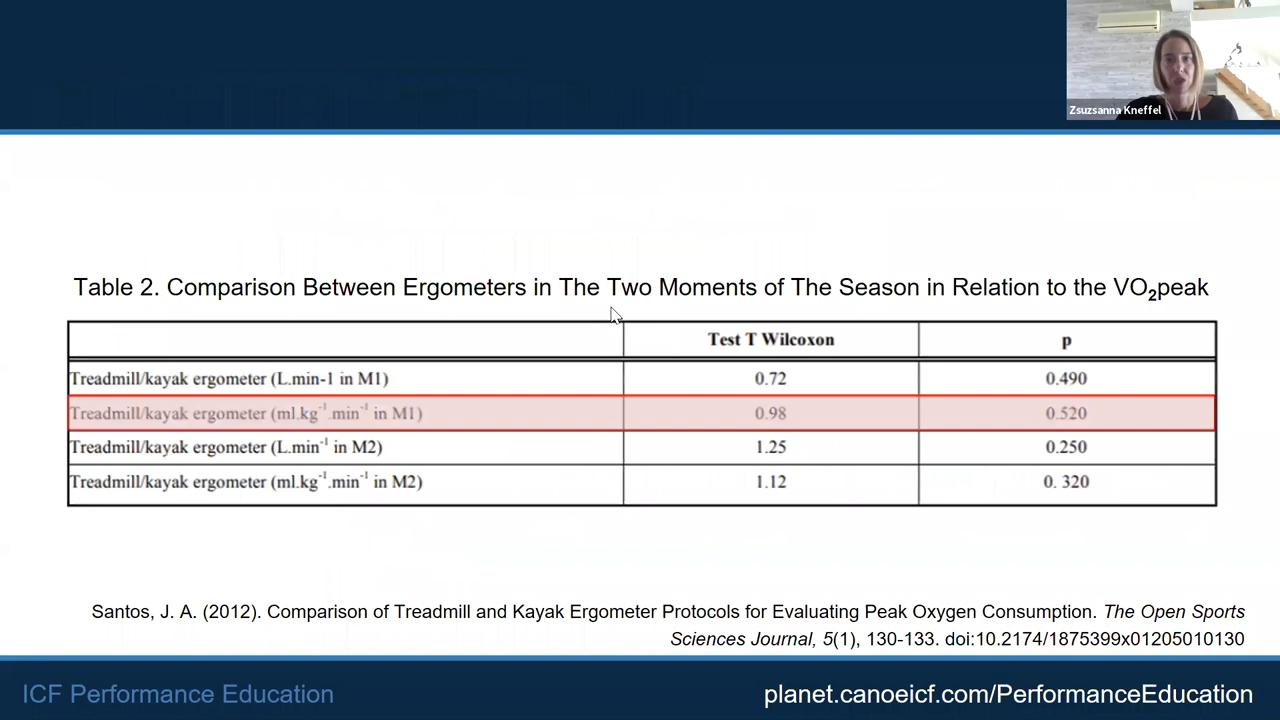 Zsuzsanna Kneffel
Table 2. Comparison Between Ergometers in The Two Moments of The Season in Relation to the VO₂peak
Test T Wilcoxon p
Treadmill/kayak ergometer (L.min-1 in M1) 0.72 0.490
Treadmill/kayak ergometer (ml.kg⁻¹.min⁻¹ in M1) 0.98 0.520
Treadmill/kayak ergometer (L.min⁻¹ in M2) 1.25 0.250
Treadmill/kayak ergometer (ml.kg⁻¹.min⁻¹ in M2) 1.12 0. 320
Santos, J. A. (2012). Comparison of Treadmill and Kayak Ergometer Protocols for Evaluating Peak Oxygen Consumption. The Open Sports
Sciences Journal, 5(1), 130-133. doi:10.2174/1875399x01205010130
ICF Performance Education
planet.canoeicf.com/PerformanceEducation